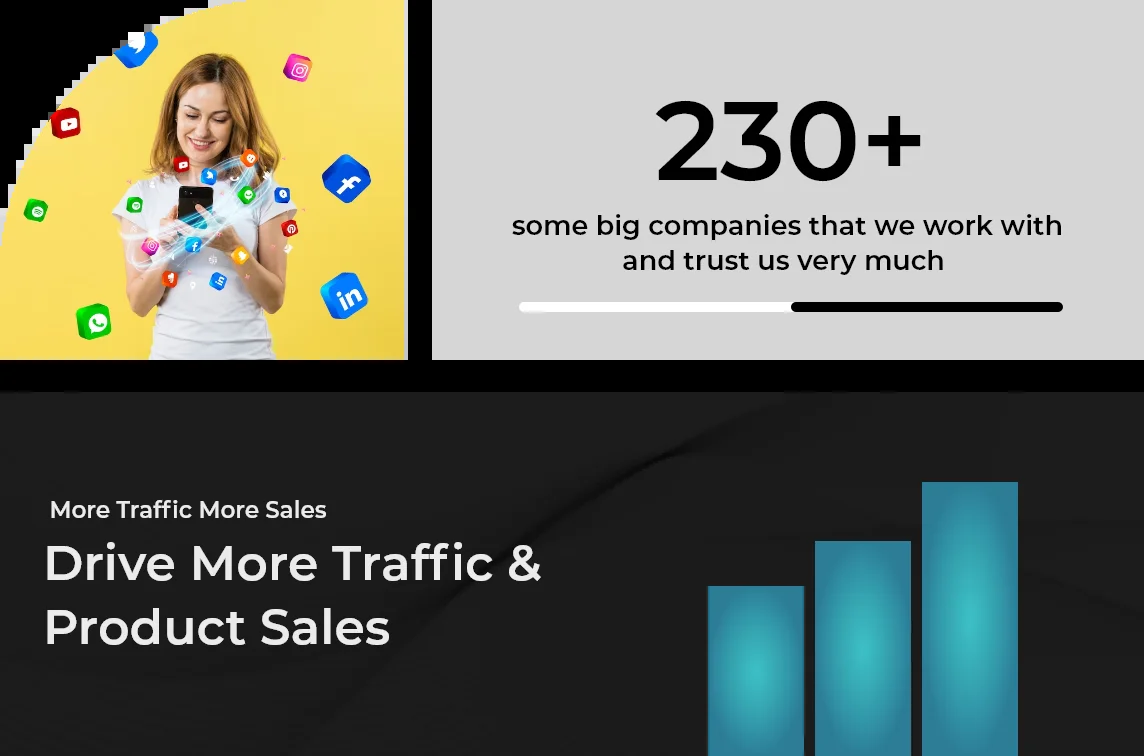 230+
some big companies that we work with
and trust us very much
More Traffic More Sales
Drive More Traffic &
Product Sales